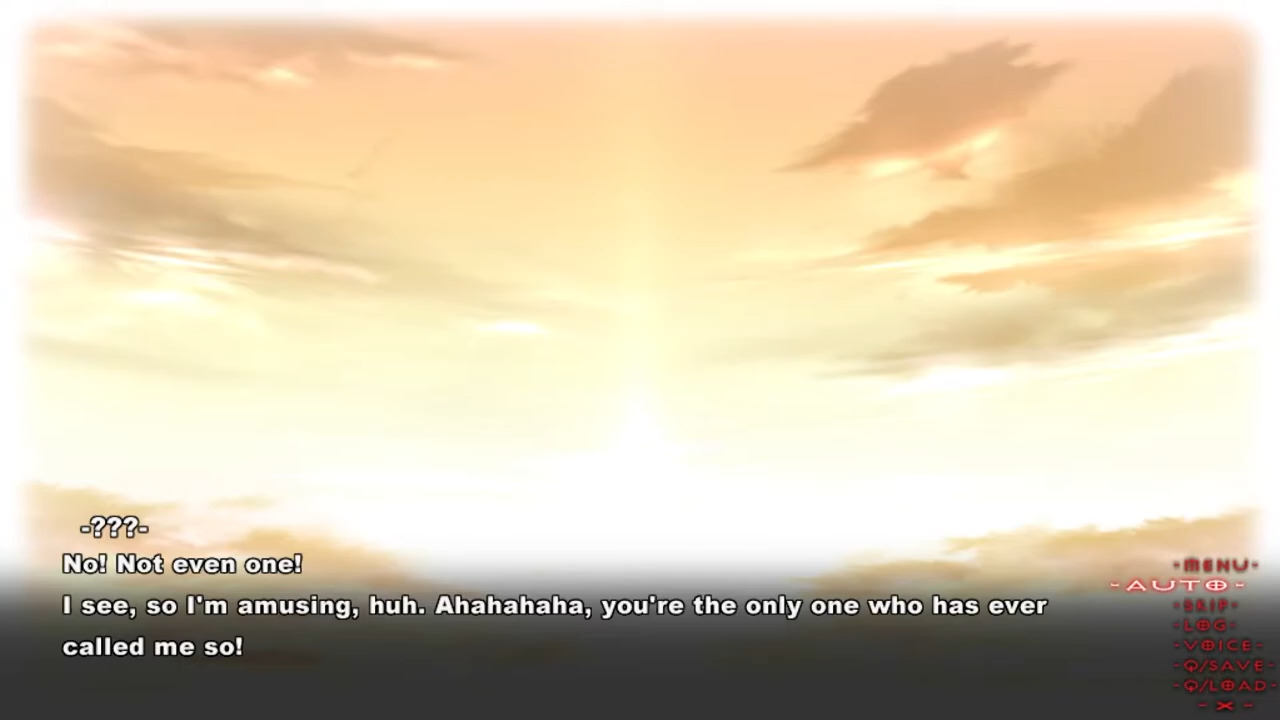 -???-
No! Not even one!
I see, so I'm amusing, huh. Ahahahaha, you're the only one who has ever
called me so!
-MENU-
-AUTO-
-SKIP-
-LOG-
-VOICE-
-Q/SAVE-
-Q/LOAD-
-×-